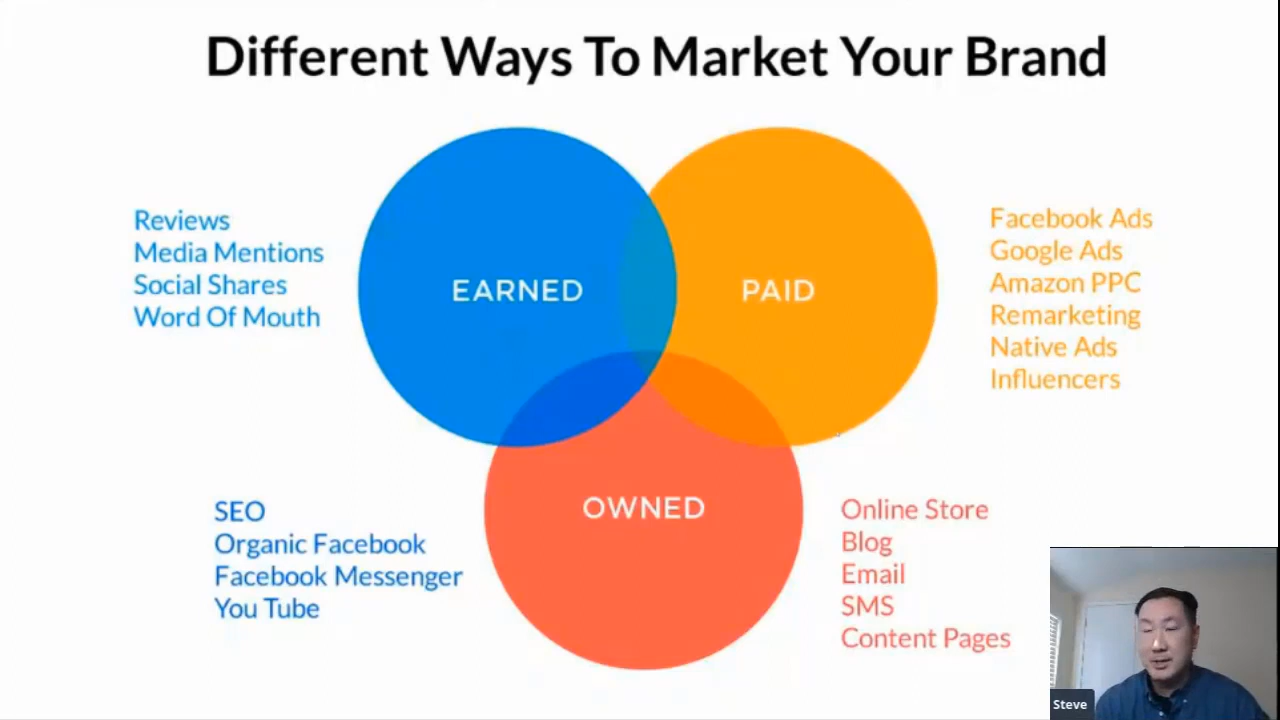 Different Ways To Market Your Brand
Reviews
Media Mentions
Social Shares
Word Of Mouth
EARNED
PAID
Facebook Ads
Google Ads
Amazon PPC
Remarketing
Native Ads
Influencers
OWNED
SEO
Organic Facebook
Facebook Messenger
You Tube
Online Store
Blog
Email
SMS
Content Pages
Steve